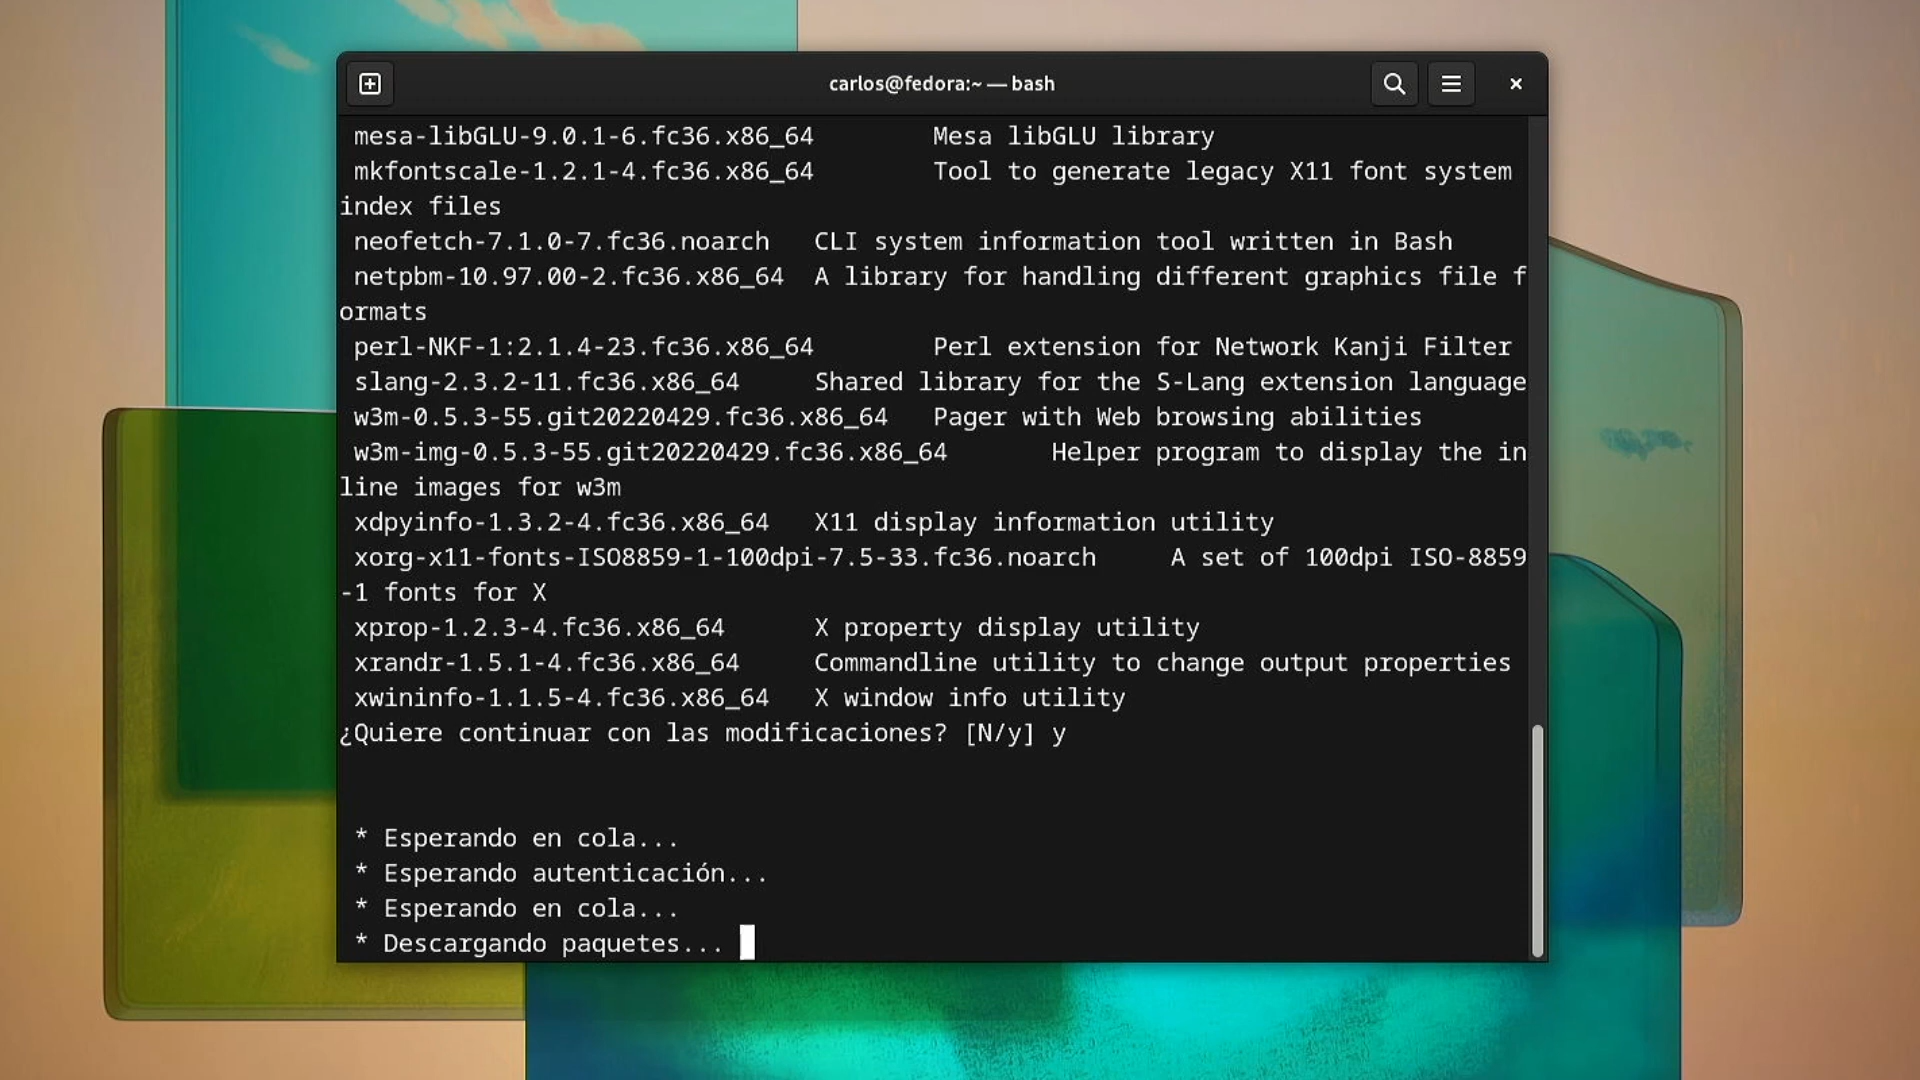 carlos@fedora:~ — bash
mesa-libGLU-9.0.1-6.fc36.x86_64        Mesa libGLU library
mkfontscale-1.2.1-4.fc36.x86_64        Tool to generate legacy X11 font system
index files
neofetch-7.1.0-7.fc36.noarch   CLI system information tool written in Bash
netpbm-10.97.00-2.fc36.x86_64  A library for handling different graphics file f
ormats
perl-NKF-1:2.1.4-23.fc36.x86_64        Perl extension for Network Kanji Filter
slang-2.3.2-11.fc36.x86_64     Shared library for the S-Lang extension language
w3m-0.5.3-55.git20220429.fc36.x86_64   Pager with Web browsing abilities
w3m-img-0.5.3-55.git20220429.fc36.x86_64       Helper program to display the in
line images for w3m
xdpyinfo-1.3.2-4.fc36.x86_64   X11 display information utility
xorg-x11-fonts-ISO8859-1-100dpi-7.5-33.fc36.noarch     A set of 100dpi ISO-8859
-1 fonts for X
xprop-1.2.3-4.fc36.x86_64      X property display utility
xrandr-1.5.1-4.fc36.x86_64     Commandline utility to change output properties
xwininfo-1.1.5-4.fc36.x86_64   X window info utility
¿Quiere continuar con las modificaciones? [N/y] y
* Esperando en cola...
* Esperando autenticación...
* Esperando en cola...
* Descargando paquetes...